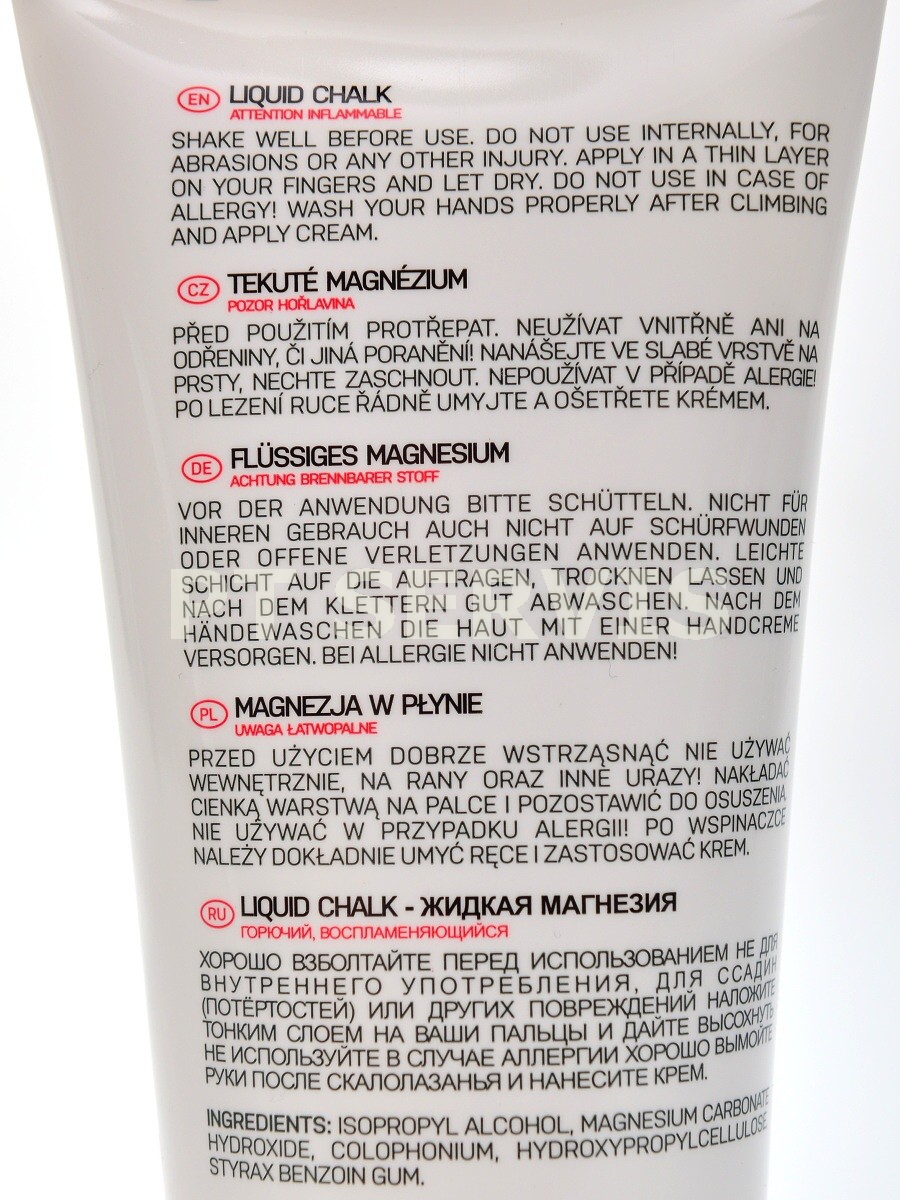 EN LIQUID CHALK
ATTENTION INFLAMMABLE
SHAKE WELL BEFORE USE. DO NOT USE INTERNALLY, FOR
ABRASIONS OR ANY OTHER INJURY. APPLY IN A THIN LAYER
ON YOUR FINGERS AND LET DRY. DO NOT USE IN CASE OF
ALLERGY! WASH YOUR HANDS PROPERLY AFTER CLIMBING
AND APPLY CREAM.
CZ TEKUTÉ MAGNÉZIUM
POZOR HOŘLAVINA
PŘED POUŽITÍM PROTŘEPAT. NEUŽÍVAT VNITŘNĚ ANI NA
ODŘENINY, ČI JINÁ PORANĚNÍ! NANÁŠEJTE VE SLABÉ VRSTVĚ NA
PRSTY, NECHTE ZASCHNOUT. NEPOUŽÍVAT V PŘÍPADĚ ALERGIE!
PO LEZENÍ RUCE ŘÁDNĚ UMYJTE A OŠETŘETE KRÉMEM.
DE FLÜSSIGES MAGNESIUM
ACHTUNG BRENNBARER STOFF
VOR DER ANWENDUNG BITTE SCHÜTTELN. NICHT FÜR
INNEREN GEBRAUCH AUCH NICHT AUF SCHÜRFWUNDEN
ODER OFFENE VERLETZUNGEN ANWENDEN. LEICHTE
SCHICHT AUF DIE AUFTRAGEN, TROCKNEN LASSEN UND
NACH DEM KLETTERN GUT ABWASCHEN. NACH DEM
HÄNDEWASCHEN DIE HAUT MIT EINER HANDCREME
VERSORGEN. BEI ALLERGIE NICHT ANWENDEN!
PL MAGNEZJA W PŁYNIE
UWAGA ŁATWOPALNE
PRZED UŻYCIEM DOBRZE WSTRZĄSNĄĆ NIE UŻYWAĆ
WEWNĘTRZNIE, NA RANY ORAZ INNE URAZY! NAKŁADAĆ
CIENKĄ WARSTWĄ NA PALCE I POZOSTAWIĆ DO OSUSZENIA
NIE UŻYWAĆ W PRZYPADKU ALERGII! PO WSPINACZCE
NALEŻY DOKŁADNIE UMYĆ RĘCE I ZASTOSOWAĆ KREM.
RU LIQUID CHALK - ЖИДКАЯ МАГНЕЗИЯ
ГОРЮЧИЙ, ВОСПЛАМЕНЯЮЩИЙСЯ
ХОРОШО ВЗБОЛТАЙТЕ ПЕРЕД ИСПОЛЬЗОВАНИЕМ НЕ ДЛЯ
ВНУТРЕННЕГО УПОТРЕБЛЕНИЯ, ДЛЯ ССАДИН
(ПОТЁРТОСТЕЙ) ИЛИ ДРУГИХ ПОВРЕЖДЕНИЙ НАЛОЖИТЕ
ТОНКИМ СЛОЕМ НА ВАШИ ПАЛЬЦЫ И ДАЙТЕ ВЫСОХНУТЬ
НЕ ИСПОЛЬЗУЙТЕ В СЛУЧАЕ АЛЛЕРГИИ ХОРОШО ВЫМОЙТЕ
РУКИ ПОСЛЕ СКАЛОЛАЗАНЬЯ И НАНЕСИТЕ КРЕМ.
INGREDIENTS: ISOPROPYL ALCOHOL, MAGNESIUM CARBONATE
HYDROXIDE, COLOPHONIUM, HYDROXYPROPYLCELLULOSE,
STYRAX BENZOIN GUM.